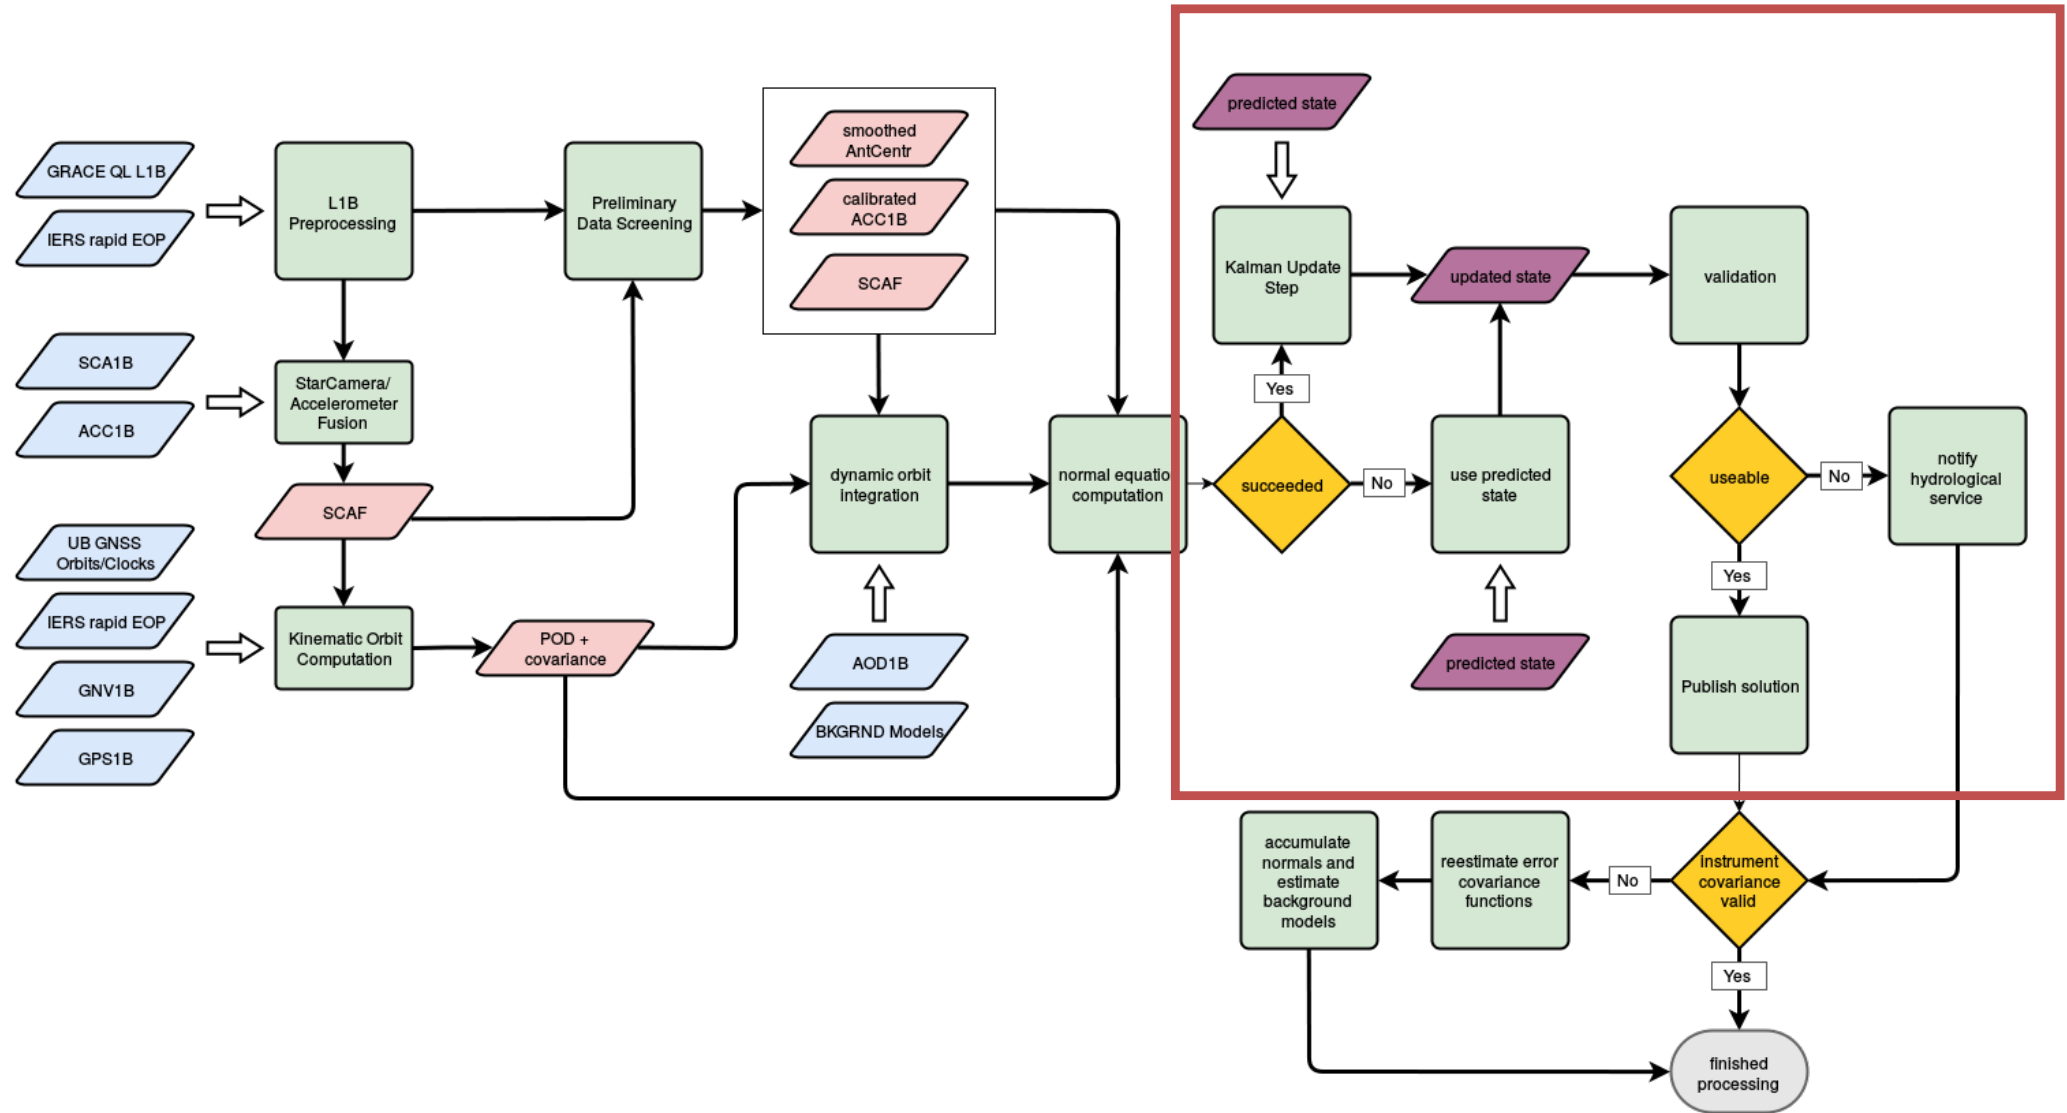 GRACE QL L1B
IERS rapid EOP
L1B
Preprocessing
Preliminary
Data Screening
smoothed
AntCentr
calibrated
ACC1B
SCAF
SCA1B
ACC1B
StarCamera/
Accelerometer
Fusion
SCAF
UB GNSS
Orbits/Clocks
IERS rapid EOP
GNV1B
GPS1B
Kinematic Orbit
Computation
POD +
covariance
dynamic orbit
integration
AOD1B
BKGRND Models
normal equatio
computation
predicted state
Kalman Update
Step
updated state
validation
Yes
succeeded
No
use predicted
state
predicted state
useable
No
notify
hydrological
service
Yes
Publish solution
accumulate
normals and
estimate
background
models
reestimate error
covariance
functions
No
instrument
covariance
valid
Yes
finished
processing